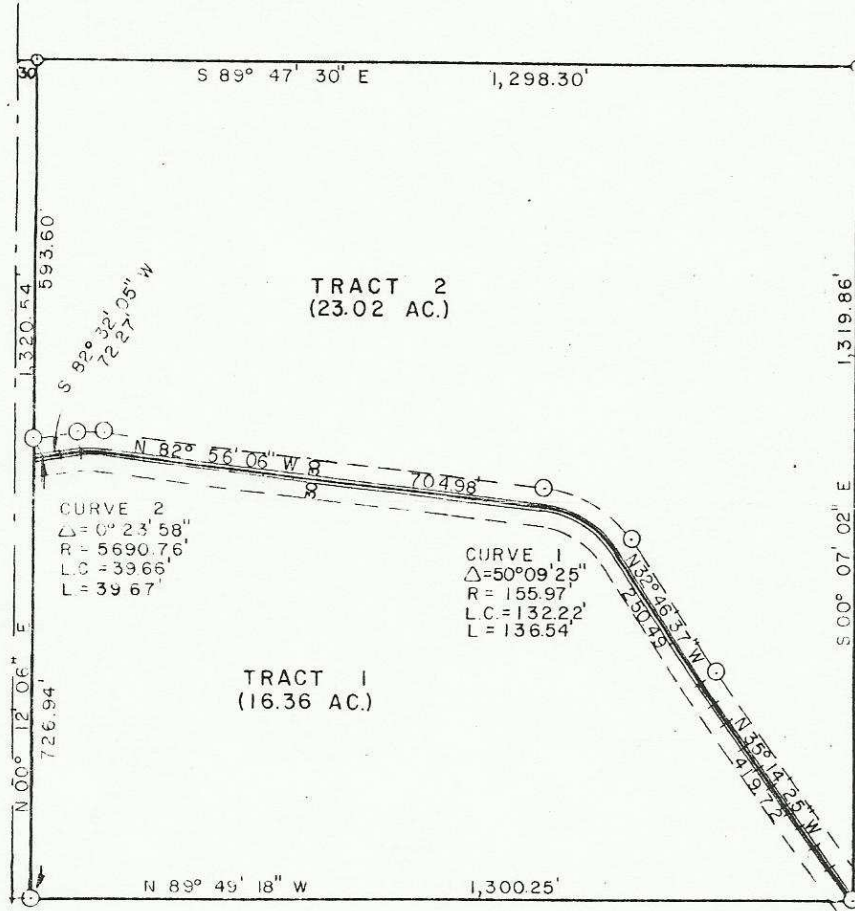 30'
S 89° 47' 30" E 1,298.30'
593.60'
1,320.54'
S 82° 32' 05" W
72.27'
TRACT 2
(23.02 AC.)
1,319.86'
S 00° 07' 02" E
N 82° 56' 06" W 704.98'
30
30
CURVE 2
△= 0° 23' 58"
R = 5690.76'
L.C = 39.66'
L = 39.67'
CURVE 1
△=50°09'25"
R = 155.97'
L.C.= 132.22'
L = 136.54'
N32°46'37"W
250.49'
TRACT 1
(16.36 AC.)
N 35° 14' 25" W
419.72'
N 00° 12' 06" E
726.94'
N 89° 49' 18" W 1,300.25'